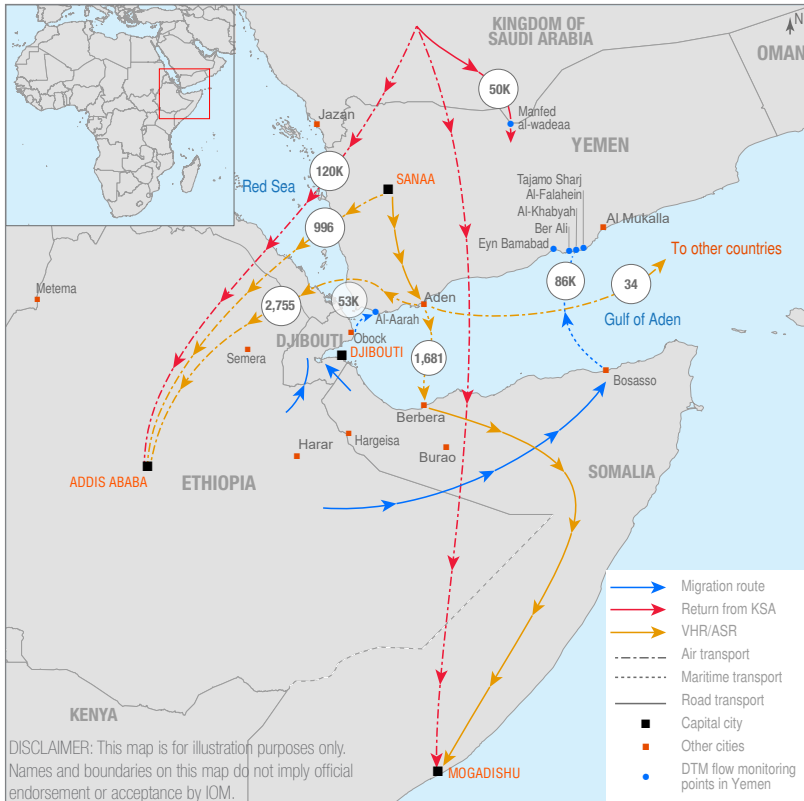 KINGDOM OF
SAUDI ARABIA
N
OMAN
50K
Manfed
al-wadeaa
Jazan
YEMEN
120K
Red Sea
SANAA
Tajamo Sharj
Al-Falahein
Al-Khabyah
Ber Ali
Eyn Bamabad
Al Mukalla
996
To other countries
Metema
2,755
53K
Aden
86K
34
Al-Aarah
Gulf of Aden
DJIBOUTI
Obock
DJIBOUTI
Semera
1,681
Bosasso
Berbera
Hargeisa
Harar
Burao
SOMALIA
ADDIS ABABA
ETHIOPIA
Migration route
Return from KSA
VHR/ASR
Air transport
Maritime transport
Road transport
Capital city
Other cities
DTM flow monitoring
points in Yemen
KENYA
DISCLAIMER: This map is for illustration purposes only.
Names and boundaries on this map do not imply official
endorsement or acceptance by IOM.
MOGADISHU